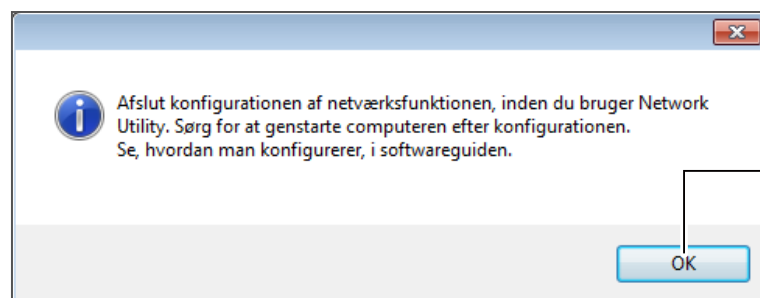 Afslut konfigurationen af netværksfunktionen, inden du bruger Network
Utility. Sørg for at genstarte computeren efter konfigurationen.
Se, hvordan man konfigurerer, i softwareguiden.
OK